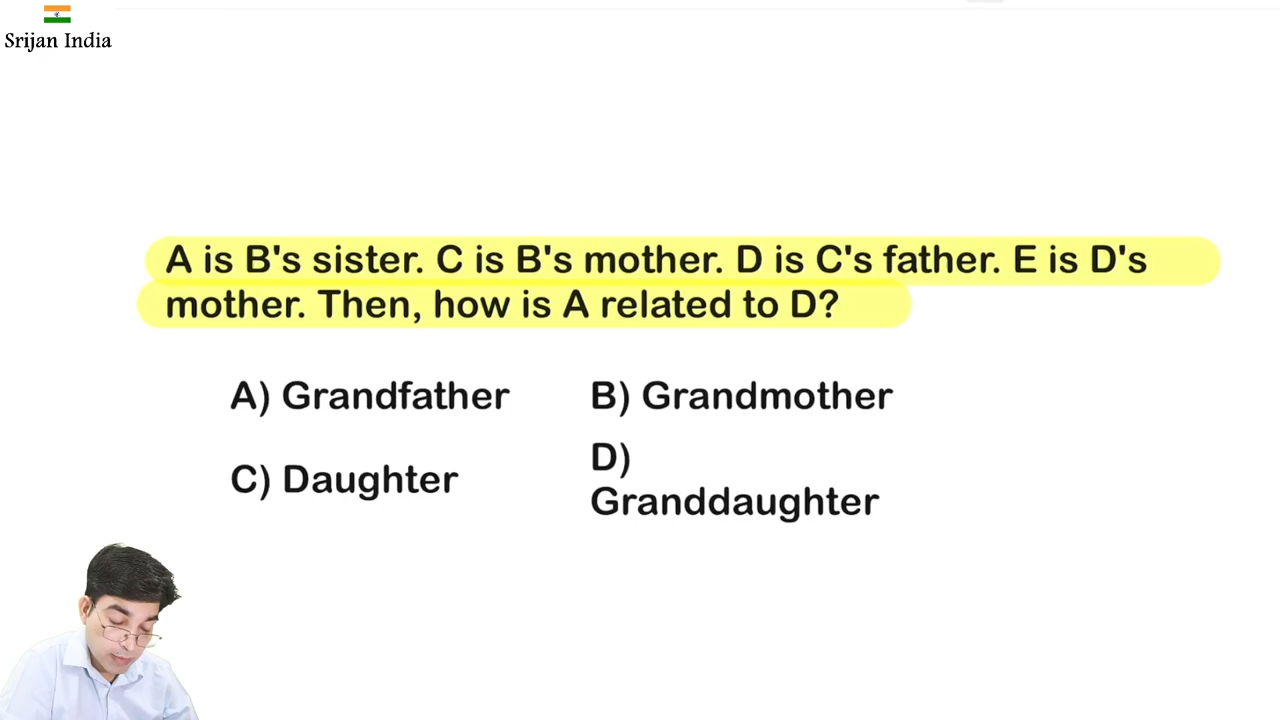 Srijan India
A is B's sister. C is B's mother. D is C's father. E is D's
mother. Then, how is A related to D?
A) Grandfather
B) Grandmother
C) Daughter
D)
Granddaughter